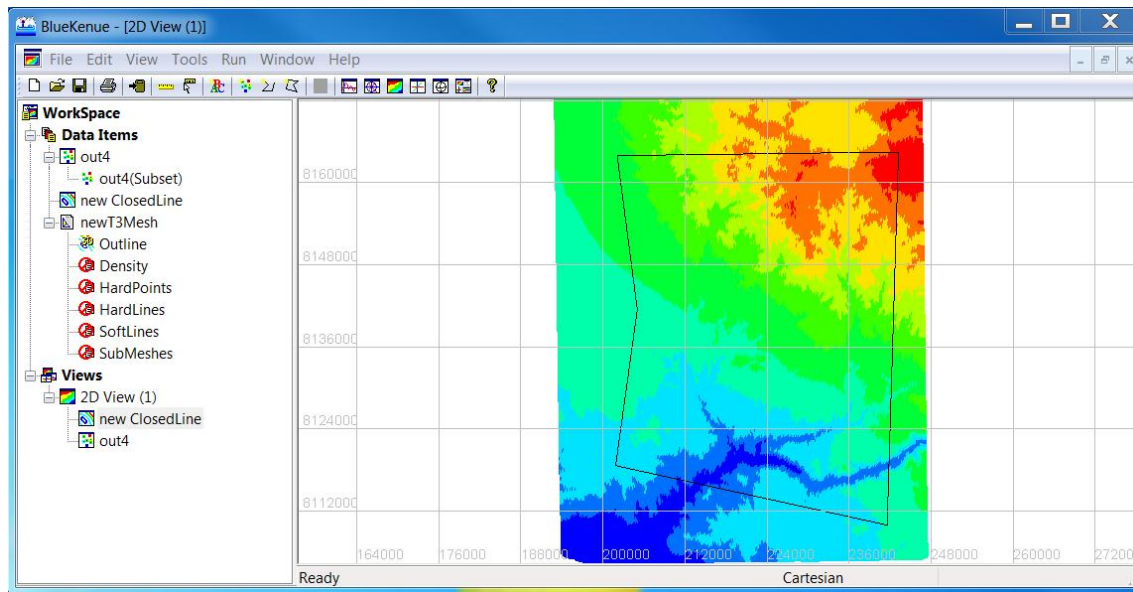 BlueKenue - [2D View (1)]
File Edit View Tools Run Window Help
WorkSpace
Data Items
out4
out4(Subset)
new ClosedLine
newT3Mesh
Outline
Density
HardPoints
HardLines
SoftLines
SubMeshes
Views
2D View (1)
new ClosedLine
out4
8160000
8148000
8136000
8124000
8112000
164000 176000 188000 200000 212000 224000 236000 248000 260000 27200
Ready Cartesian